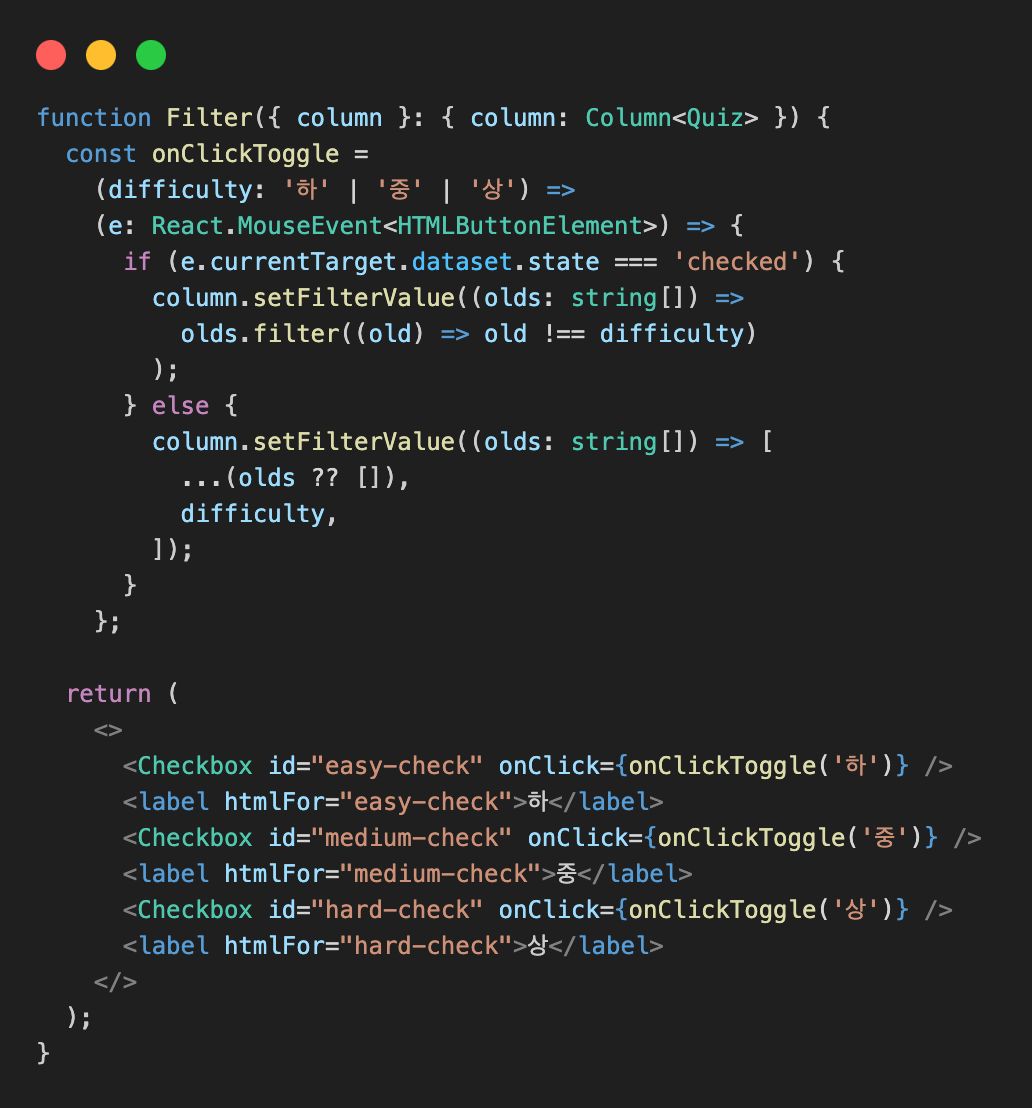 function Filter({ column }: { column: Column<Quiz> }) {
  const onClickToggle =
    (difficulty: '하' | '중' | '상') =>
    (e: React.MouseEvent<HTMLButtonElement>) => {
      if (e.currentTarget.dataset.state === 'checked') {
        column.setFilterValue((olds: string[]) =>
          olds.filter((old) => old !== difficulty)
        );
      } else {
        column.setFilterValue((olds: string[]) => [
          ...(olds ?? []),
          difficulty,
        ]);
      }
    };

  return (
    <>
      <Checkbox id="easy-check" onClick={onClickToggle('하')} />
      <label htmlFor="easy-check">하</label>
      <Checkbox id="medium-check" onClick={onClickToggle('중')} />
      <label htmlFor="medium-check">중</label>
      <Checkbox id="hard-check" onClick={onClickToggle('상')} />
      <label htmlFor="hard-check">상</label>
    </>
  );
}